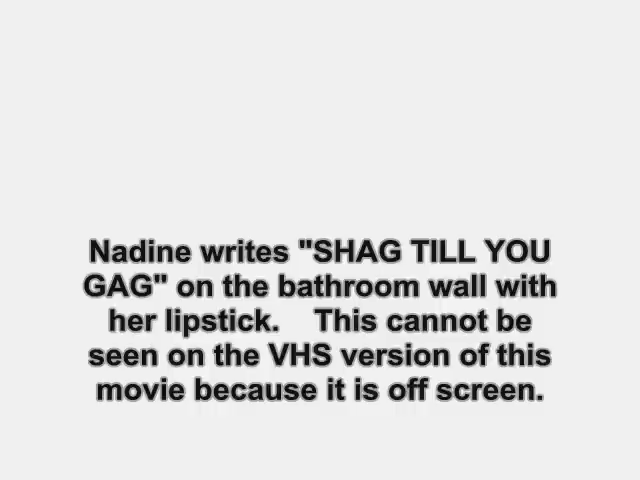 Nadine writes "SHAG TILL YOU
GAG" on the bathroom wall with
her lipstick.    This cannot be
seen on the VHS version of this
movie because it is off screen.